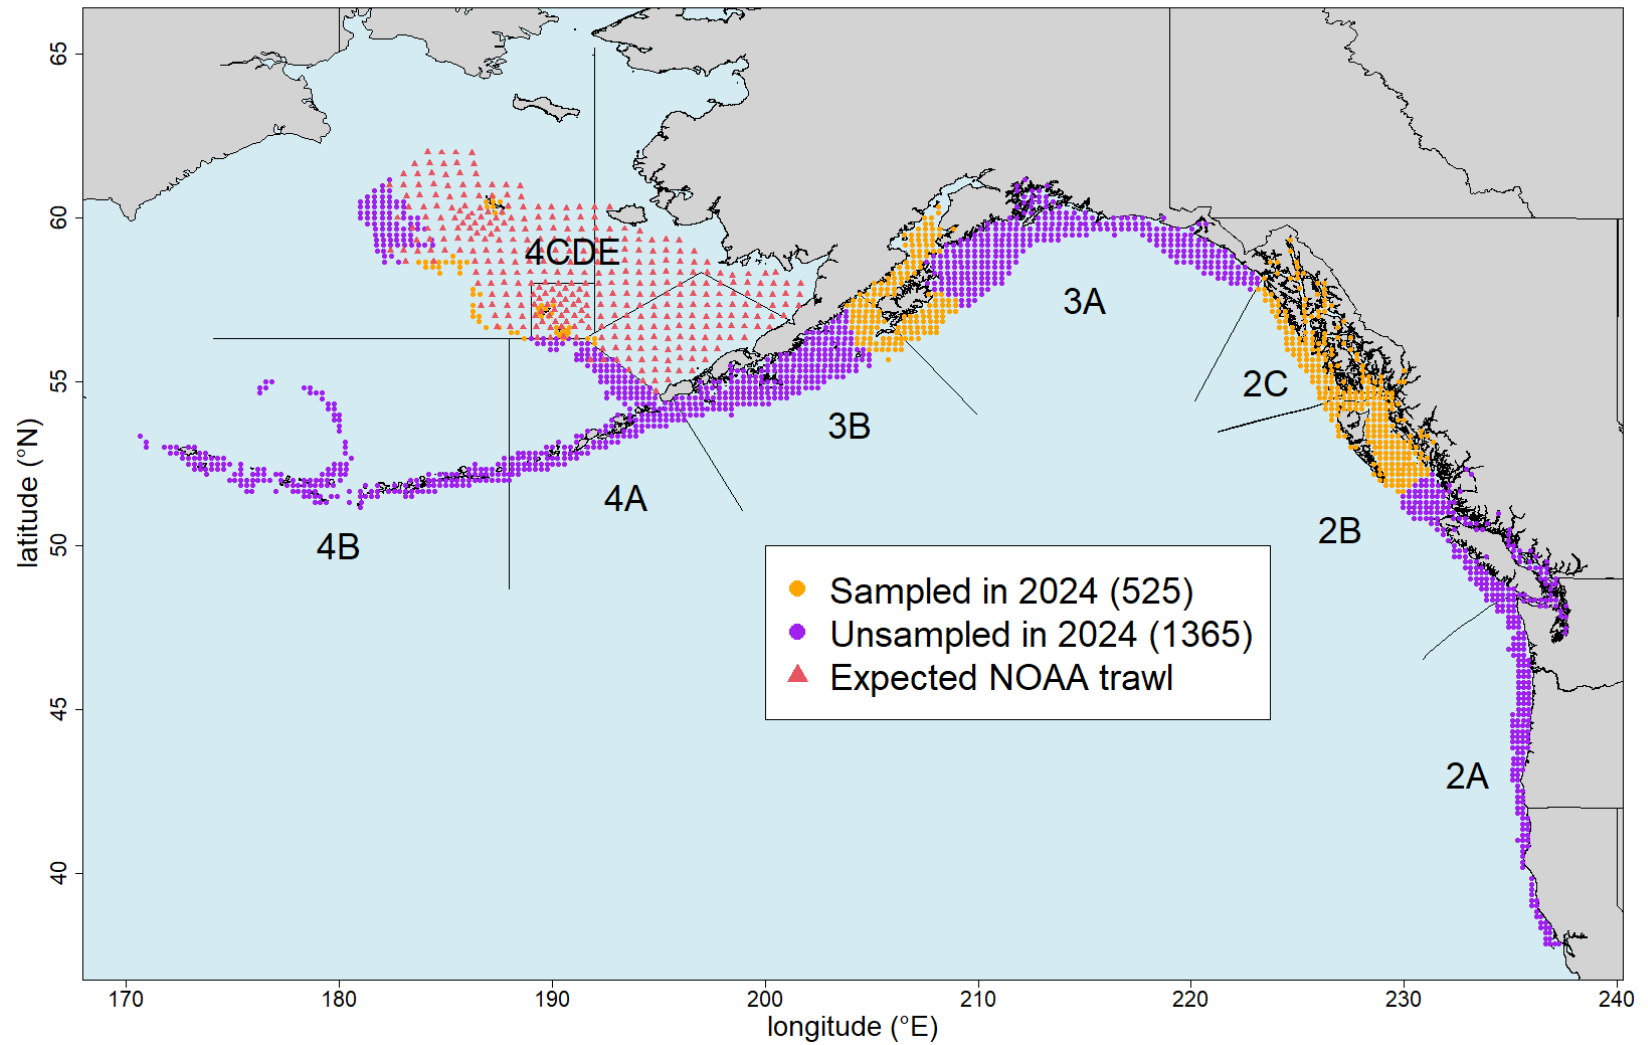 65
60
55
50
45
40
latitude (°N)
4CDE
3A
2C
3B
4A
2B
4B
2A
Sampled in 2024 (525)
Unsampled in 2024 (1365)
Expected NOAA trawl
170
180
190
200
210
220
230
240
longitude (°E)